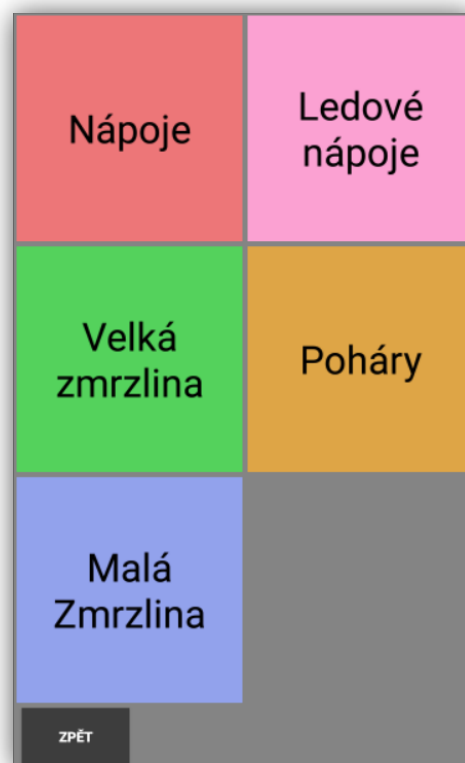 Nápoje
Ledové
nápoje
Velká
zmrzlina
Poháry
Malá
Zmrzlina
ZPĚT